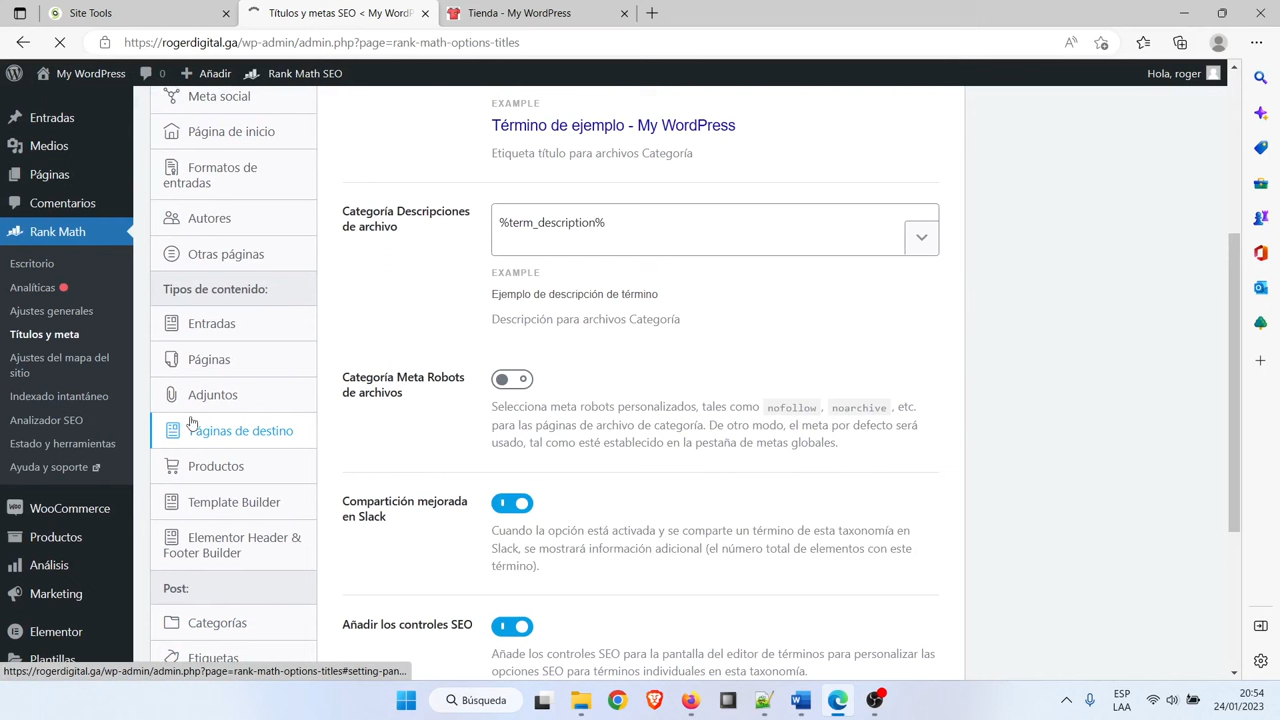 Site Tools
Títulos y metas SEO < My WordP
Tienda - My WordPress
https://rogerdigital.ga/wp-admin/admin.php?page=rank-math-options-titles
My WordPress
0
Añadir
Rank Math SEO
Hola, roger
Entradas
Medios
Páginas
Comentarios
Rank Math
Escritorio
Analíticas
Ajustes generales
Títulos y meta
Ajustes del mapa del
sitio
Indexado intantáneo
Analizador SEO
Estado y herramientas
Ayuda y soporte
WooCommerce
Productos
Análisis
Marketing
Elementor
Plantillas
Meta social
Página de inicio
Formatos de
entradas
Autores
Otras páginas
Tipos de contenido:
Entradas
Páginas
Adjuntos
Páginas de destino
Productos
Template Builder
Elementor Header &
Footer Builder
Post:
Categorías
Etiquetas
EXAMPLE
Término de ejemplo - My WordPress
Etiqueta título para archivos Categoría
Categoría Descripciones
de archivo
%term_description%
EXAMPLE
Ejemplo de descripción de término
Descripción para archivos Categoría
Categoría Meta Robots
de archivos
Selecciona meta robots personalizados, tales como nofollow, noarchive, etc.
para las páginas de archivo de categoría. De otro modo, el meta por defecto será
usado, tal como esté establecido en la pestaña de metas globales.
Compartición mejorada
en Slack
Cuando la opción está activada y se comparte un término de esta taxonomía en
Slack, se mostrará información adicional (el número total de elementos con este
término).
Añadir los controles SEO
Añade los controles SEO para la pantalla del editor de términos para personalizar las
opciones SEO para términos individuales en esta taxonomía.
https://rogerdigital.ga/wp-admin/admin.php?page=rank-math-options-titles#setting-pan...
Búsqueda
ESP
LAA
20:54
24/01/2023